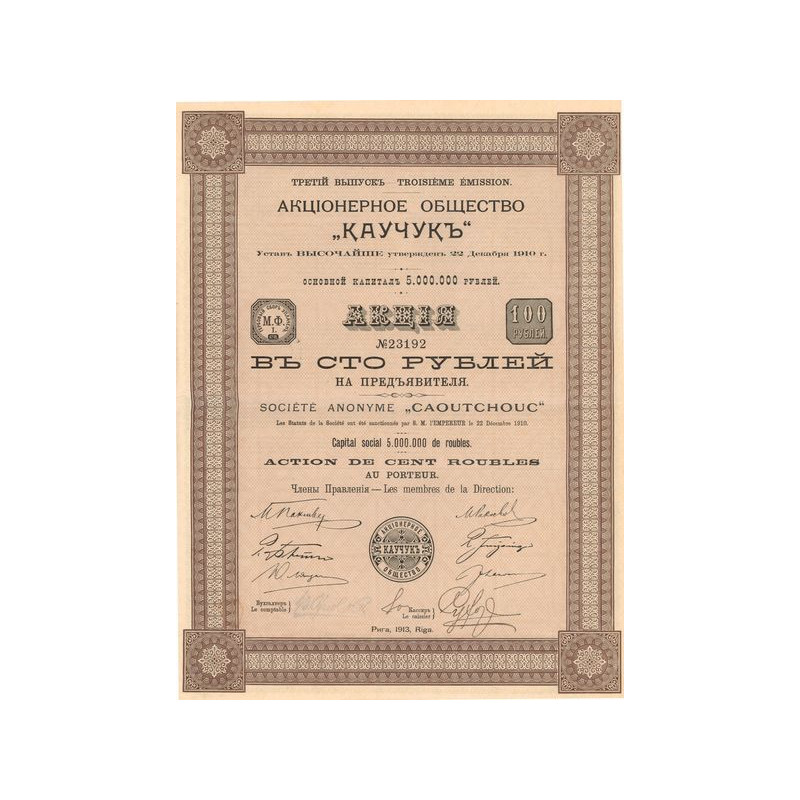 ТРЕТІЙ ВЫПУСКЪ TROISIÈME ÉMISSION.
АКЦІОНЕРНОЕ ОБЩЕСТВО
„КАУЧУКЪ“
Уставъ ВЫСОЧАЙШЕ утвержденъ 22 Декабря 1910 г.
ОСНОВНОЙ КАПИТАЛЪ 5.000.000 РУБЛЕЙ.
АКЦІЯ
М.Ф.
I.
100
РУБЛЕЙ
№23192
ВЪ СТО РУБЛЕЙ
НА ПРЕДЪЯВИТЕЛЯ.
SOCIÉTÉ ANONYME „CAOUTCHOUC“
Les Statuts de la Société ont été sanctionnés par S. M. l'EMPEREUR le 22 Décembre 1910.
Capital social 5.000.000 de roubles.
ACTION DE CENT ROUBLES
AU PORTEUR.
Члены Правленія — Les membres de la Direction:
АКЦІОНЕРНОЕ
КАУЧУКЪ
ОБЩЕСТВО
Бухгалтеръ
Le comptable
Кассиръ
Le caissier
Рига, 1913, Riga.